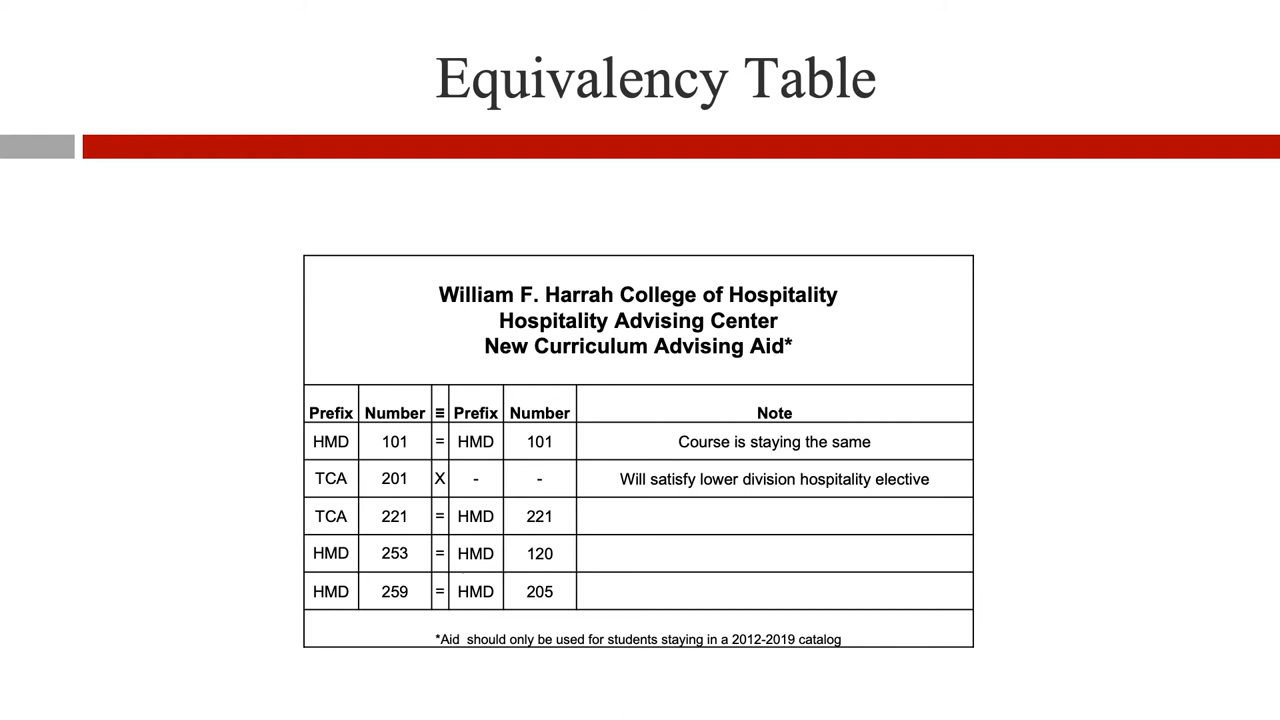 Equivalency Table
William F. Harrah College of Hospitality
Hospitality Advising Center
New Curriculum Advising Aid*
Prefix Number ≡ Prefix Number Note
HMD 101 = HMD 101 Course is staying the same
TCA 201 X - - Will satisfy lower division hospitality elective
TCA 221 = HMD 221
HMD 253 = HMD 120
HMD 259 = HMD 205
*Aid should only be used for students staying in a 2012-2019 catalog